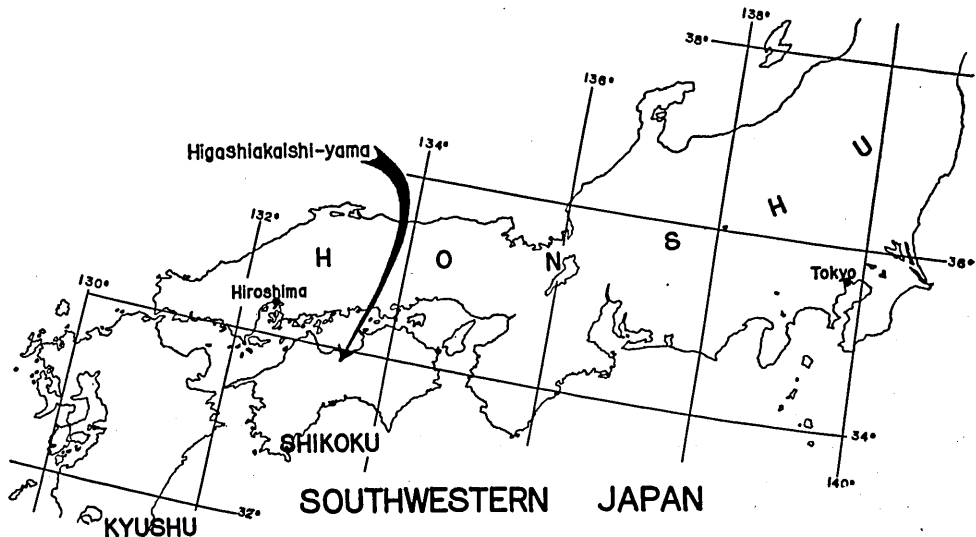 138°
38°
136°
134°
Higashiakaishi-yama
132°
H O N S H U
36°
130°
Hiroshima
Tokyo
34°
SHIKOKU
140°
32°
SOUTHWESTERN JAPAN
KYUSHU